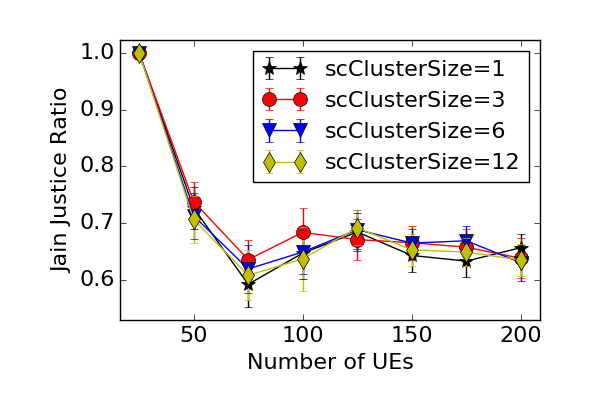 1.0
0.9
0.8
0.7
0.6
Jain Justice Ratio
scClusterSize=1
scClusterSize=3
scClusterSize=6
scClusterSize=12
50
100
150
200
Number of UEs